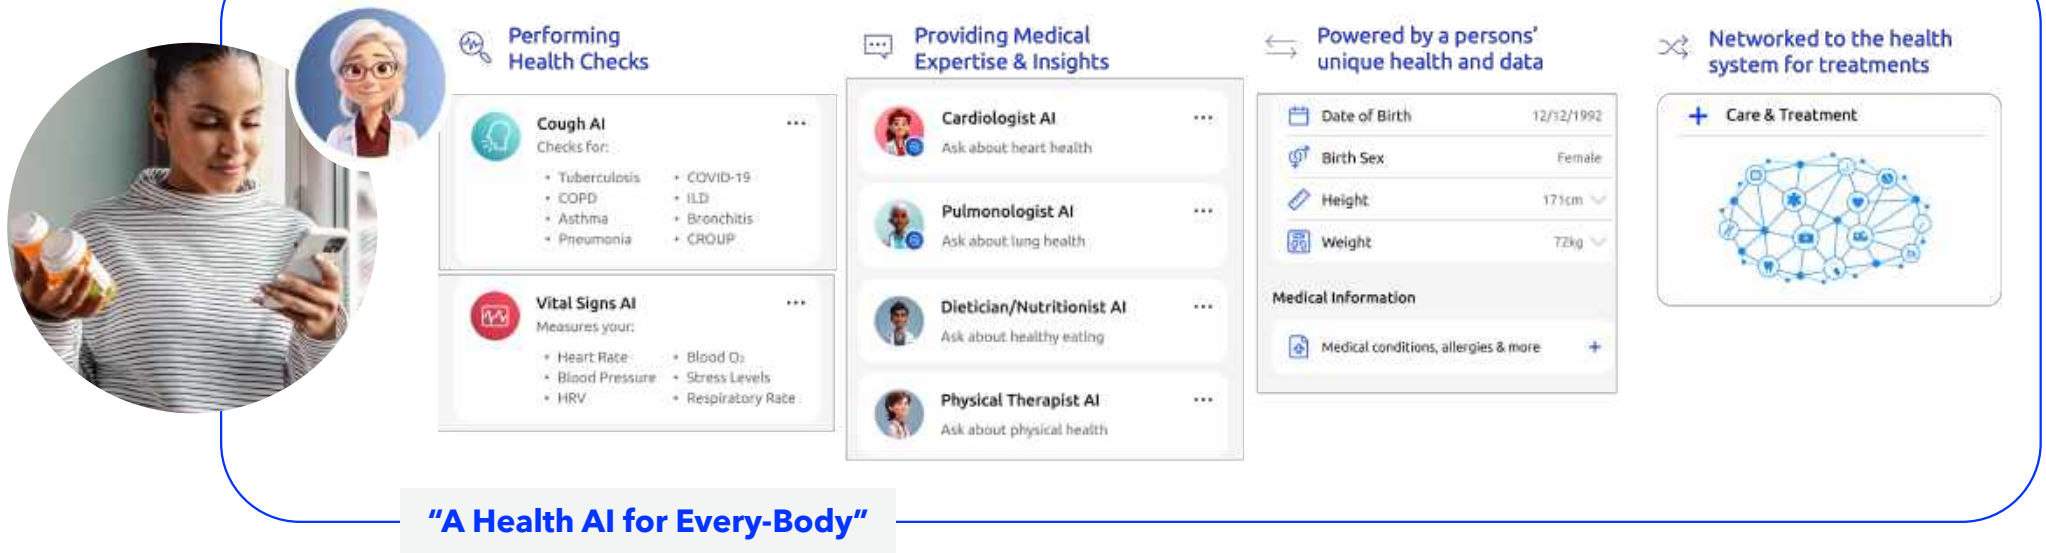 Performing
Health Checks
Cough AI
Checks for:
• Tuberculosis • COVID-19
• COPD • ILD
• Asthma • Bronchitis
• Pneumonia • CROUP
Vital Signs AI
Measures your:
• Heart Rate • Blood O₂
• Blood Pressure • Stress Levels
• HRV • Respiratory Rate
Providing Medical
Expertise & Insights
Cardiologist AI
Ask about heart health
Pulmonologist AI
Ask about lung health
Dietician/Nutritionist AI
Ask about healthy eating
Physical Therapist AI
Ask about physical health
Powered by a persons’
unique health and data
Date of Birth 12/12/1992
Birth Sex Female
Height 171cm
Weight 72kg
Medical Information
Medical conditions, allergies & more +
Networked to the health
system for treatments
Care & Treatment
“A Health AI for Every-Body”